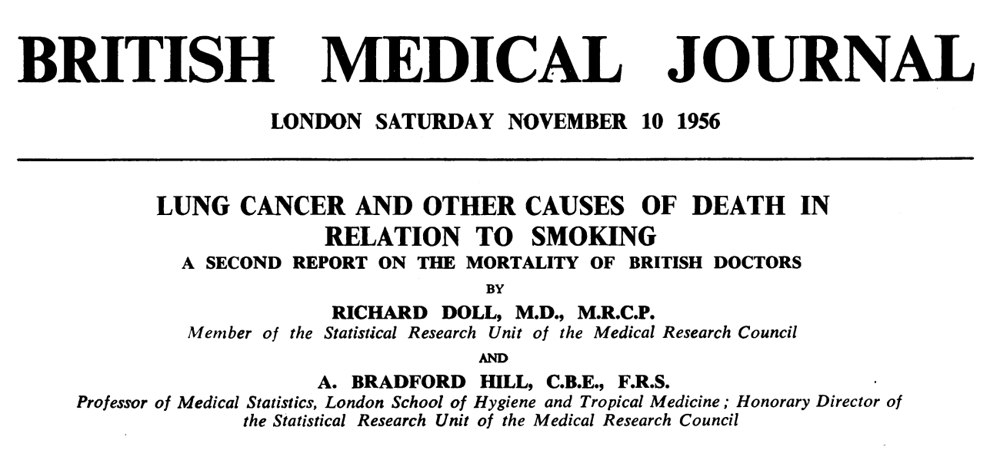 BRITISH MEDICAL JOURNAL
LONDON SATURDAY NOVEMBER 10 1956
LUNG CANCER AND OTHER CAUSES OF DEATH IN
RELATION TO SMOKING
A SECOND REPORT ON THE MORTALITY OF BRITISH DOCTORS
BY
RICHARD DOLL, M.D., M.R.C.P.
Member of the Statistical Research Unit of the Medical Research Council
AND
A. BRADFORD HILL, C.B.E., F.R.S.
Professor of Medical Statistics, London School of Hygiene and Tropical Medicine; Honorary Director of
the Statistical Research Unit of the Medical Research Council